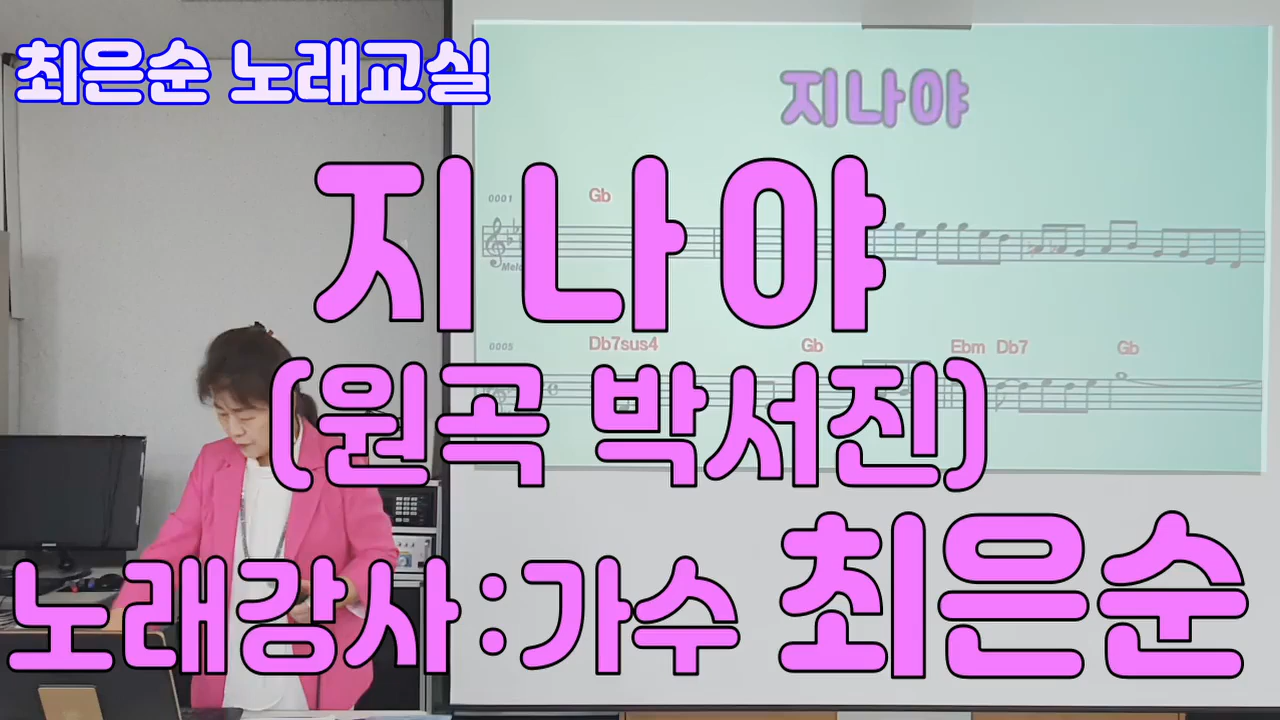 최은순 노래교실
지나야
지나야
0001 Gb
Db7sus4 Gb Ebm Db7 Gb
0005
(원곡 박서진)
노래강사:가수 최은순